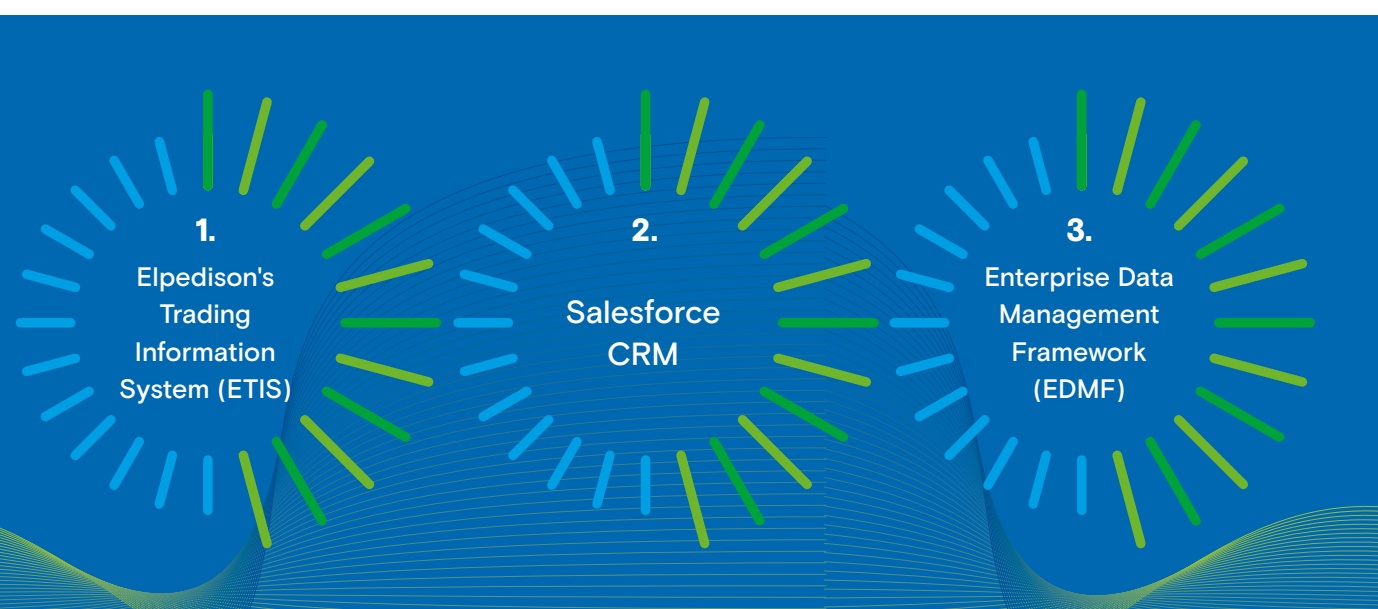 1.
Elpedison's
Trading
Information
System (ETIS)
2.
Salesforce
CRM
3.
Enterprise Data
Management
Framework
(EDMF)